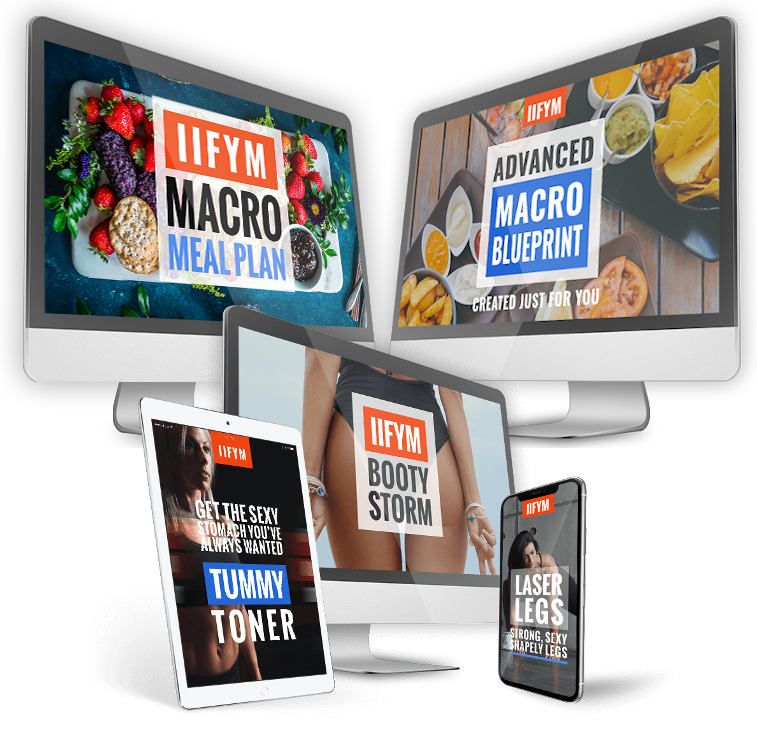 IIFYM
MACRO
MEAL PLAN
IIFYM
ADVANCED
MACRO
BLUEPRINT
CREATED JUST FOR YOU
IIFYM
BOOTY
STORM
IIFYM
GET THE SEXY
STOMACH YOU'VE
ALWAYS WANTED
TUMMY
TONER
IIFYM
LASER
LEGS
STRONG, SEXY
SHAPELY LEGS